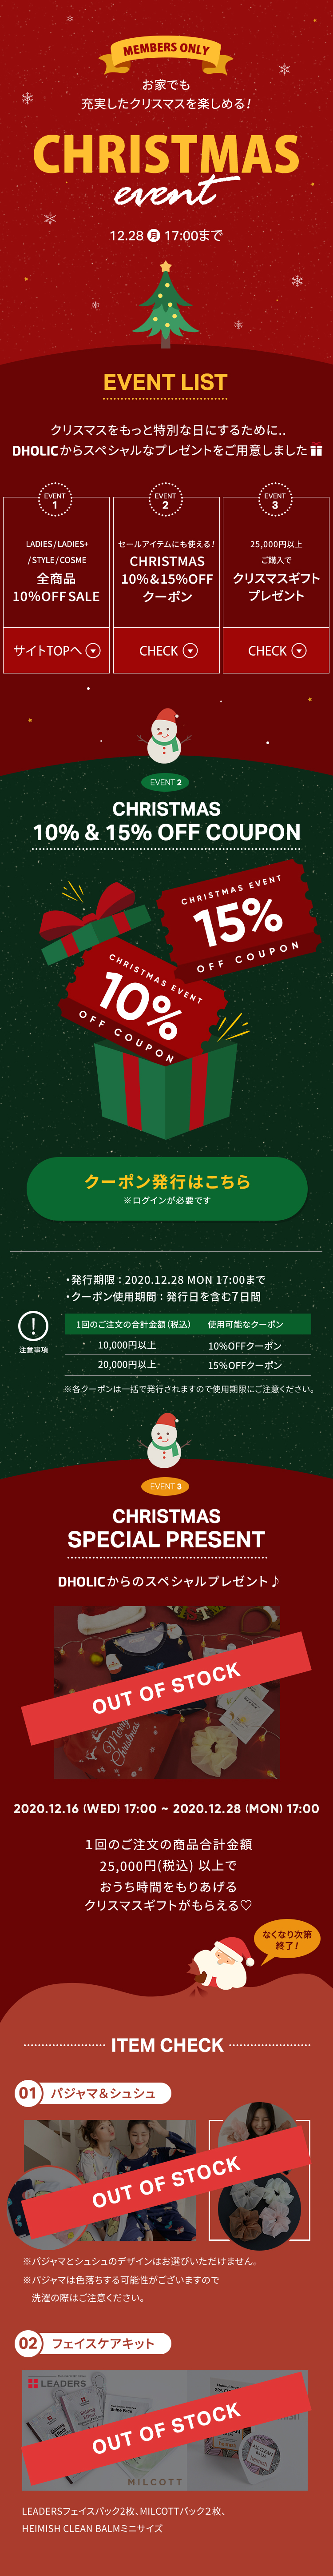 MEMBERS ONLY
お家でも
充実したクリスマスを楽しめる!
CHRISTMAS
event
12.28 月 17:00まで
EVENT LIST
クリスマスをもっと特別な日にするために..
DHOLICからスペシャルなプレゼントをご用意しました
EVENT
1
LADIES / LADIES+
/ STYLE / COSME
全商品
10%OFF SALE
サイトTOPへ
EVENT
2
セールアイテムにも使える!
CHRISTMAS
10%&15%OFF
クーポン
CHECK
EVENT
3
25,000円以上
ご購入で
クリスマスギフト
プレゼント
CHECK
EVENT 2
CHRISTMAS
10% & 15% OFF COUPON
CHRISTMAS EVENT
15%
OFF COUPON
CHRISTMAS EVENT
10%
OFF COUPON
クーポン発行はこちら
※ログインが必要です
注意事項
・発行期限 : 2020.12.28 MON 17:00まで
・クーポン使用期間 : 発行日を含む7日間
1回のご注文の合計金額(税込) 使用可能なクーポン
10,000円以上 10%OFFクーポン
20,000円以上 15%OFFクーポン
※各クーポンは一括で発行されますので使用期限にご注意ください。
EVENT 3
CHRISTMAS
SPECIAL PRESENT
DHOLICからのスペシャルプレゼント♪
OUT OF STOCK
Merry
Christmas
2020.12.16 (WED) 17:00 ~ 2020.12.28 (MON) 17:00
1回のご注文の商品合計金額
25,000円(税込) 以上で
おうち時間をもりあげる
クリスマスギフトがもらえる♡
なくなり次第
終了!
ITEM CHECK
01 パジャマ&シュシュ
OUT OF STOCK
※パジャマとシュシュのデザインはお選びいただけません。
※パジャマは色落ちする可能性がございますので
洗濯の際はご注意ください。
02 フェイスケアキット
LEADERS
OUT OF STOCK
MILCOTT
LEADERSフェイスパック2枚、MILCOTTパック2枚、
HEIMISH CLEAN BALMミニサイズ